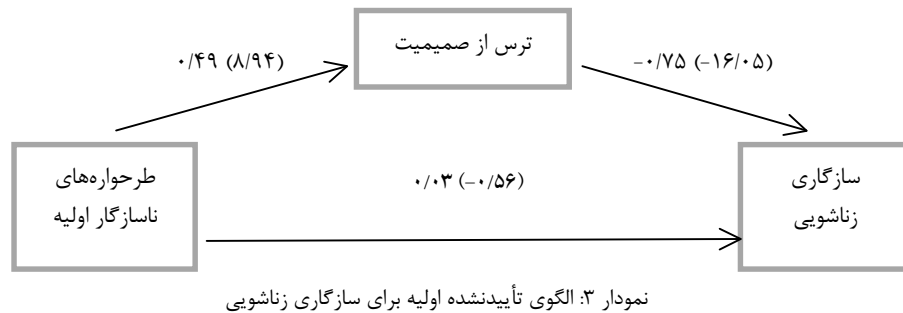 ترس از صمیمیت
۰/۴۹ (۸/۹۴)
-۰/۷۵ (-۱۶/۰۵)
طرحواره‌های
ناسازگار اولیه
۰/۰۳ (-۰/۵۶)
سازگاری
زناشویی
نمودار ۳: الگوی تأییدنشده اولیه برای سازگاری زناشویی